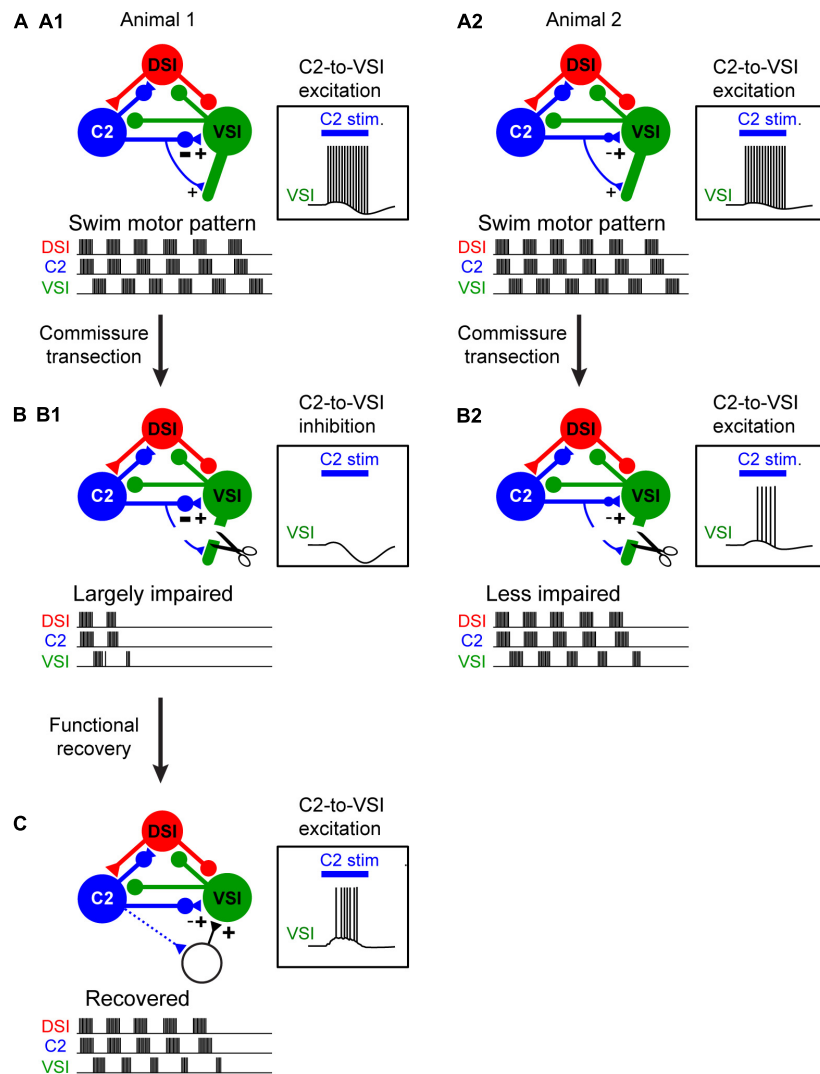 A A1 Animal 1
DSI
C2
VSI
- +
+
C2-to-VSI
excitation
C2 stim.
VSI
Swim motor pattern
DSI
C2
VSI
A2 Animal 2
DSI
C2
VSI
-+
+
C2-to-VSI
excitation
C2 stim.
VSI
Swim motor pattern
DSI
C2
VSI
Commissure
transection
Commissure
transection
B B1
DSI
C2
VSI
- +
C2-to-VSI
inhibition
C2 stim
VSI
Largely impaired
DSI
C2
VSI
B2
DSI
C2
VSI
-+
C2-to-VSI
excitation
C2 stim.
VSI
Less impaired
DSI
C2
VSI
Functional
recovery
C
DSI
C2
VSI
-+
+
C2-to-VSI
excitation
C2 stim
VSI
Recovered
DSI
C2
VSI